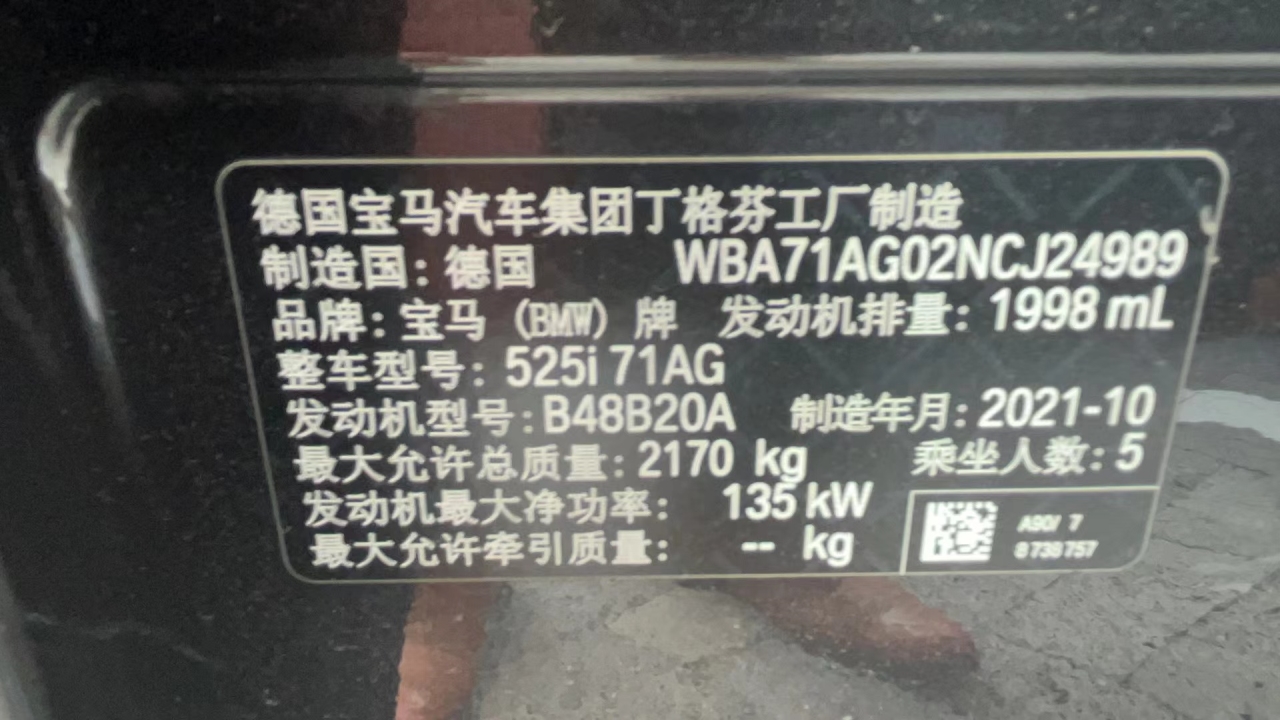 德国宝马汽车集团丁格芬工厂制造
制造国：德国 WBA71AG02NCJ24989
品牌：宝马 (BMW) 牌 发动机排量：1998 mL
整车型号：525i 71AG
发动机型号：B48B20A 制造年月：2021-10
最大允许总质量：2170 kg 乘坐人数：5
发动机最大净功率： 135 kW
最大允许牵引质量： -- kg
A90/ 7
8 738 757